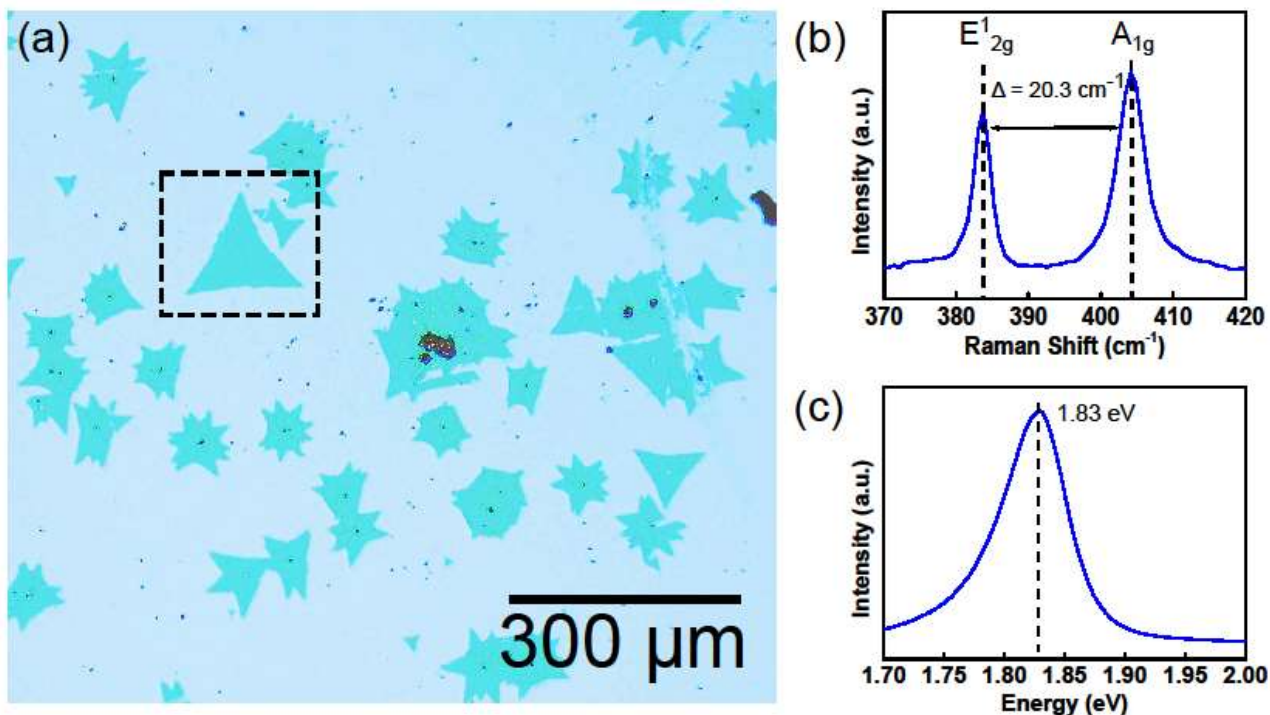 (a)
300 µm
(b)
E¹2g
A1g
Δ = 20.3 cm⁻¹
Intensity (a.u.)
370 380 390 400 410 420
Raman Shift (cm⁻¹)
(c)
1.83 eV
Intensity (a.u.)
1.70 1.75 1.80 1.85 1.90 1.95 2.00
Energy (eV)